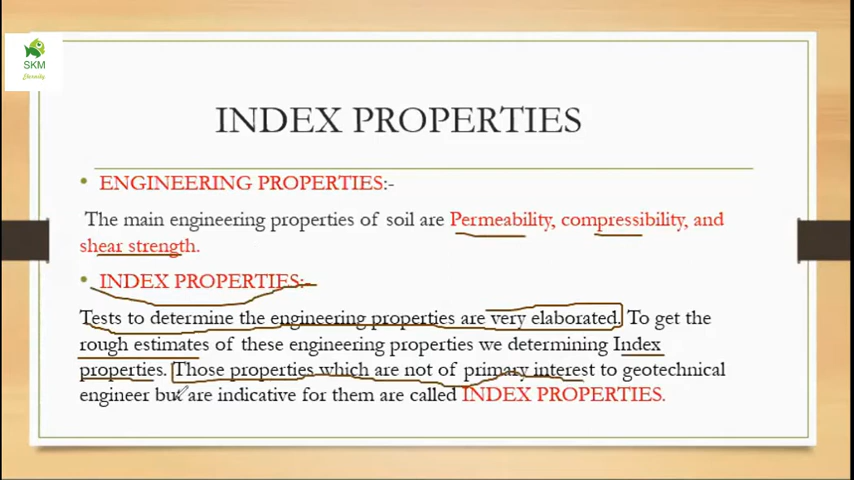 SKM
Eternity
INDEX PROPERTIES
• ENGINEERING PROPERTIES:-
The main engineering properties of soil are Permeability, compressibility, and
shear strength.
• INDEX PROPERTIES:-
Tests to determine the engineering properties are very elaborated. To get the
rough estimates of these engineering properties we determining Index
properties. Those properties which are not of primary interest to geotechnical
engineer but are indicative for them are called INDEX PROPERTIES.